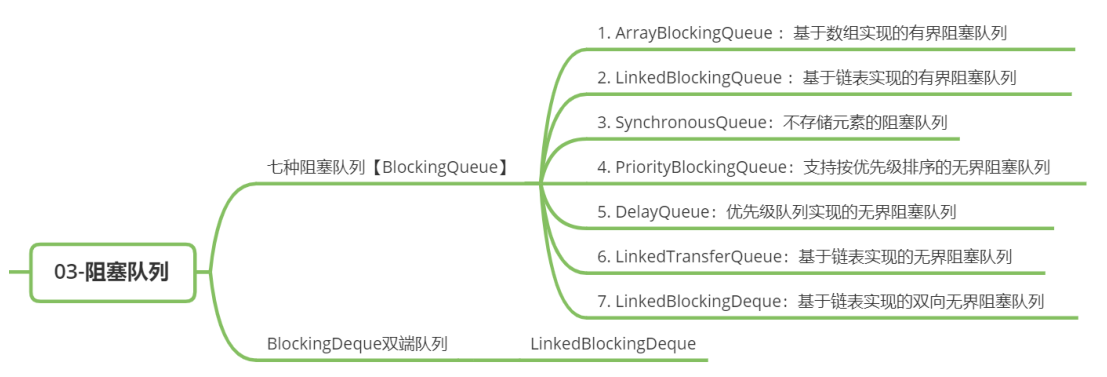 1. ArrayBlockingQueue ：基于数组实现的有界阻塞队列
2. LinkedBlockingQueue ：基于链表实现的有界阻塞队列
3. SynchronousQueue：不存储元素的阻塞队列
七种阻塞队列【BlockingQueue】
4. PriorityBlockingQueue：支持按优先级排序的无界阻塞队列
5. DelayQueue：优先级队列实现的无界阻塞队列
03-阻塞队列
6. LinkedTransferQueue：基于链表实现的无界阻塞队列
7. LinkedBlockingDeque：基于链表实现的双向无界阻塞队列
BlockingDeque双端队列
LinkedBlockingDeque